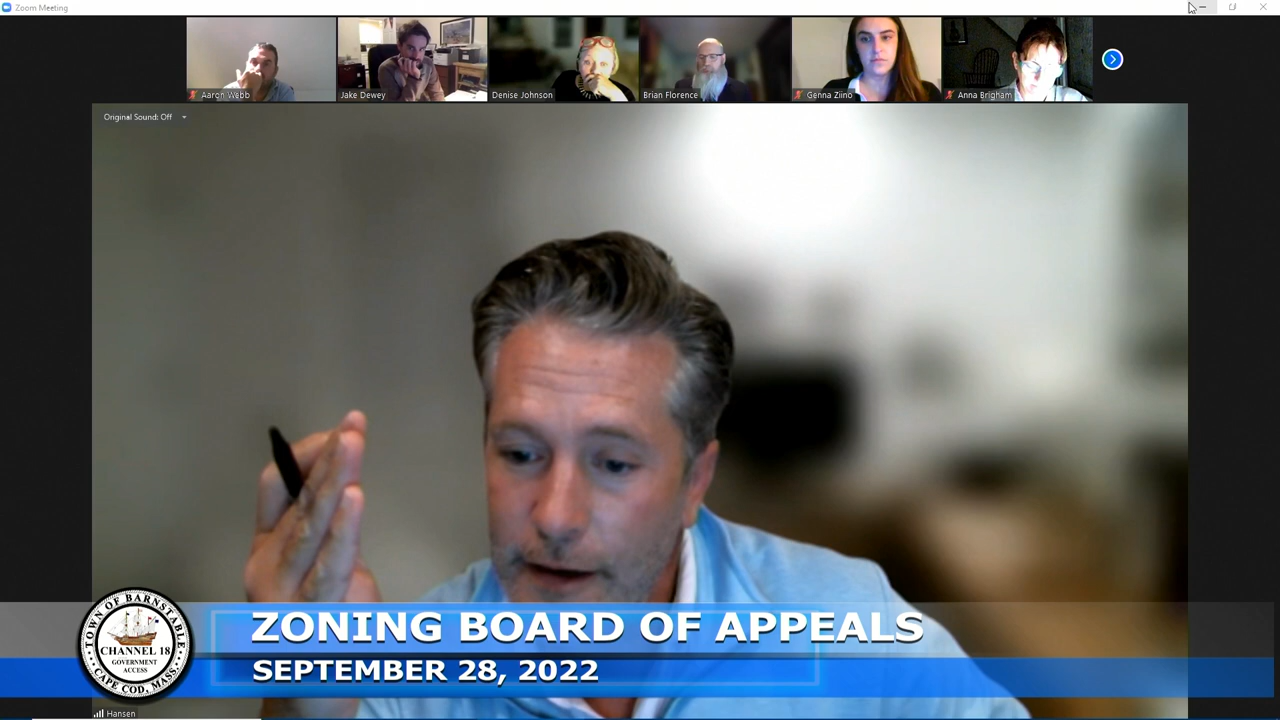 Zoom Meeting
Aaron Webb
Jake Dewey
Denise Johnson
Brian Florence
Genna Ziino
Anna Brigham
Original Sound: Off
ZONING BOARD OF APPEALS
SEPTEMBER 28, 2022
TOWN OF BARNSTABLE
CHANNEL 18
GOVERNMENT
ACCESS
CAPE COD, MASS.
Hansen